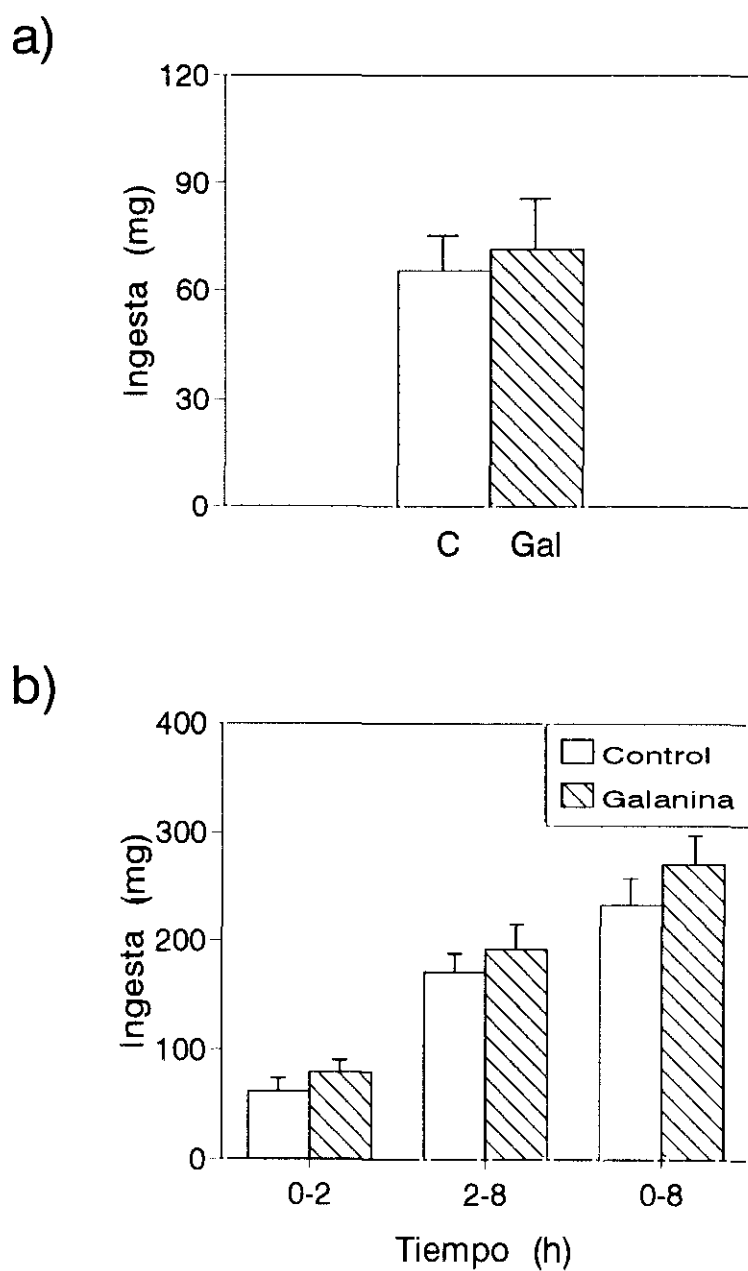 a)
120
90
60
30
0
Ingesta (mg)
C Gal
b)
400
300
200
100
0
Ingesta (mg)
Control
Galanina
0-2 2-8 0-8
Tiempo (h)